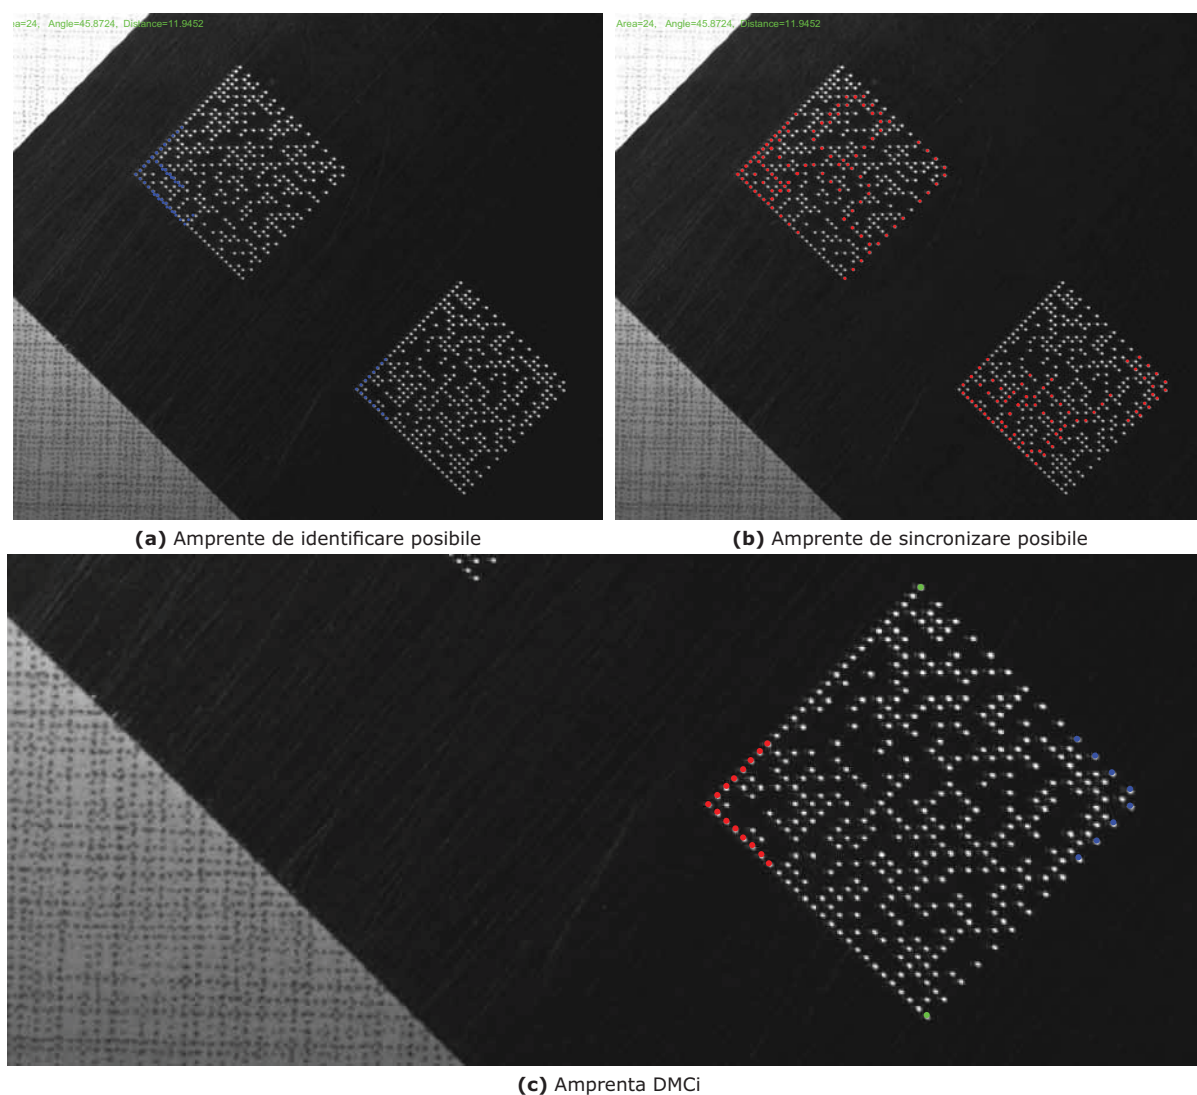 a=24, Angle=45.8724, Distance=11.9452
Area=24, Angle=45.8724, Distance=11.9452
(a) Amprente de identificare posibile
(b) Amprente de sincronizare posibile
(c) Amprenta DMCi